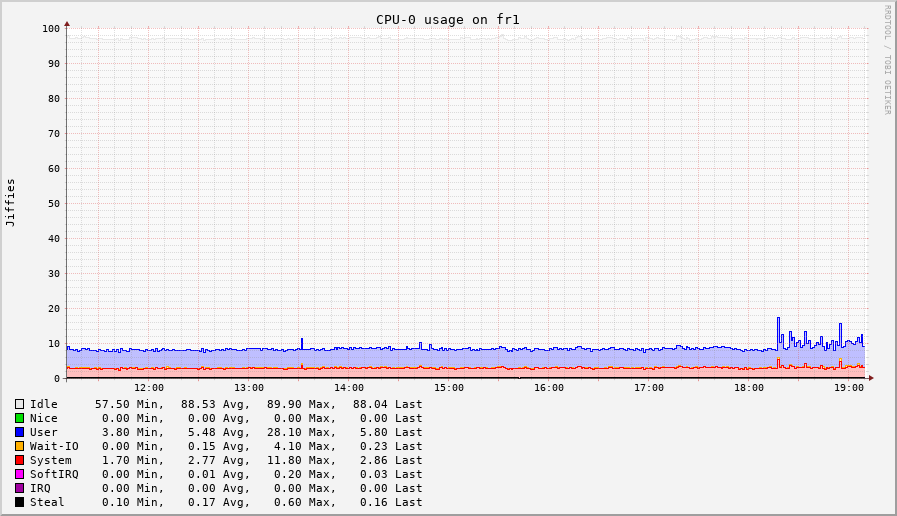 CPU-0 usage on fr1
RRDTOOL / TOBI OETIKER
Jiffies
100
90
80
70
60
50
40
30
20
10
0
12:00 13:00 14:00 15:00 16:00 17:00 18:00 19:00
Idle 57.50 Min, 88.53 Avg, 89.90 Max, 88.04 Last
Nice 0.00 Min, 0.00 Avg, 0.00 Max, 0.00 Last
User 3.80 Min, 5.48 Avg, 28.10 Max, 5.80 Last
Wait-IO 0.00 Min, 0.15 Avg, 4.10 Max, 0.23 Last
System 1.70 Min, 2.77 Avg, 11.80 Max, 2.86 Last
SoftIRQ 0.00 Min, 0.01 Avg, 0.20 Max, 0.03 Last
IRQ 0.00 Min, 0.00 Avg, 0.00 Max, 0.00 Last
Steal 0.10 Min, 0.17 Avg, 0.60 Max, 0.16 Last